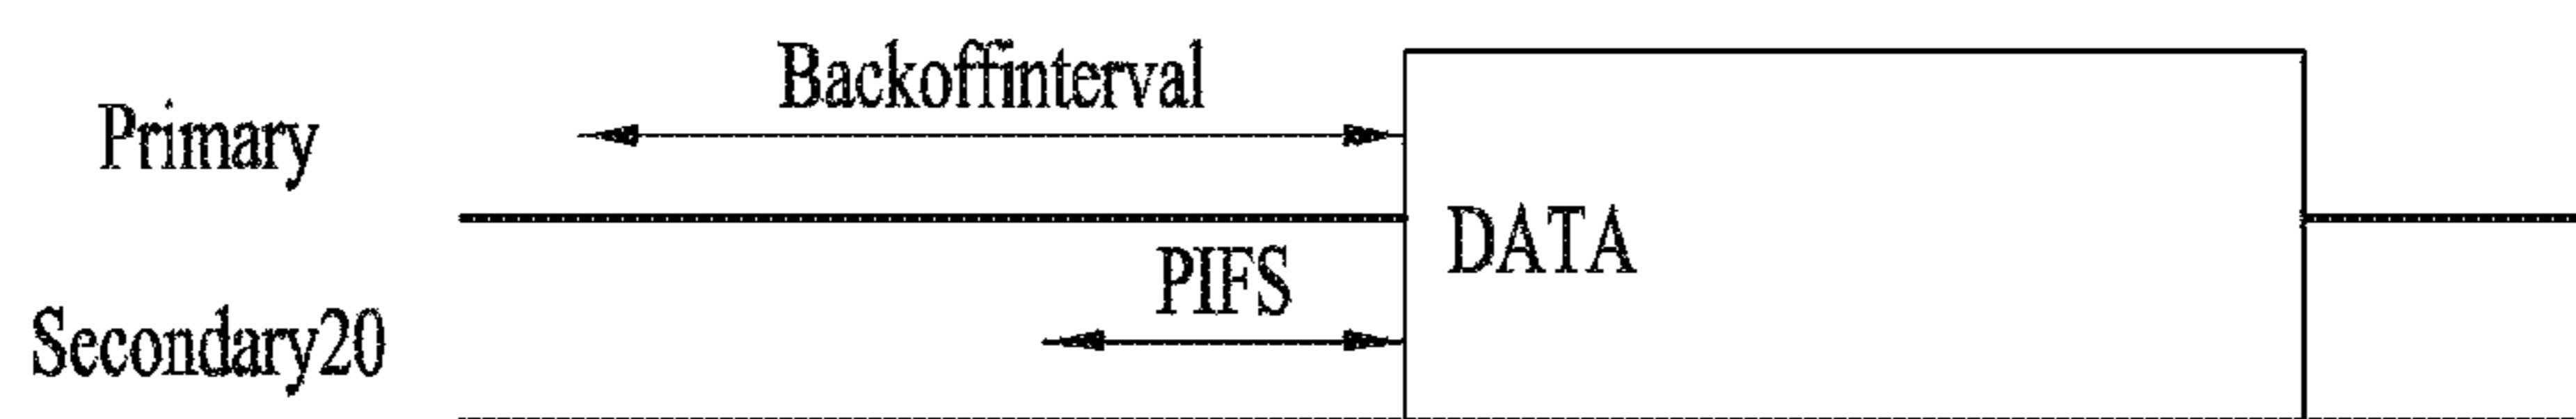 Backoffinterval
Primary
DATA
PIFS
Secondary20